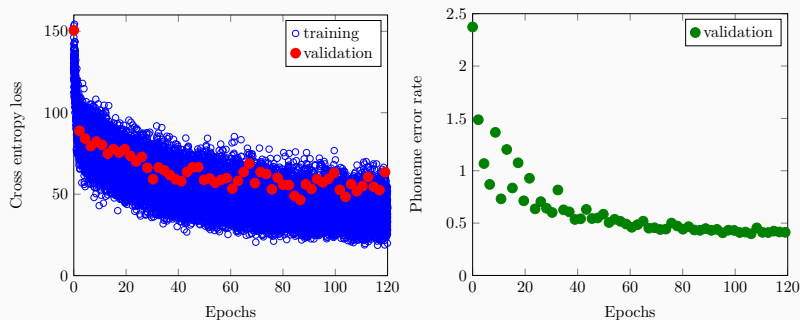 Cross entropy loss
150
100
50
0
0 20 40 60 80 100 120
Epochs
training
validation
Phoneme error rate
2.5
2
1.5
1
0.5
0
0 20 40 60 80 100 120
Epochs
validation